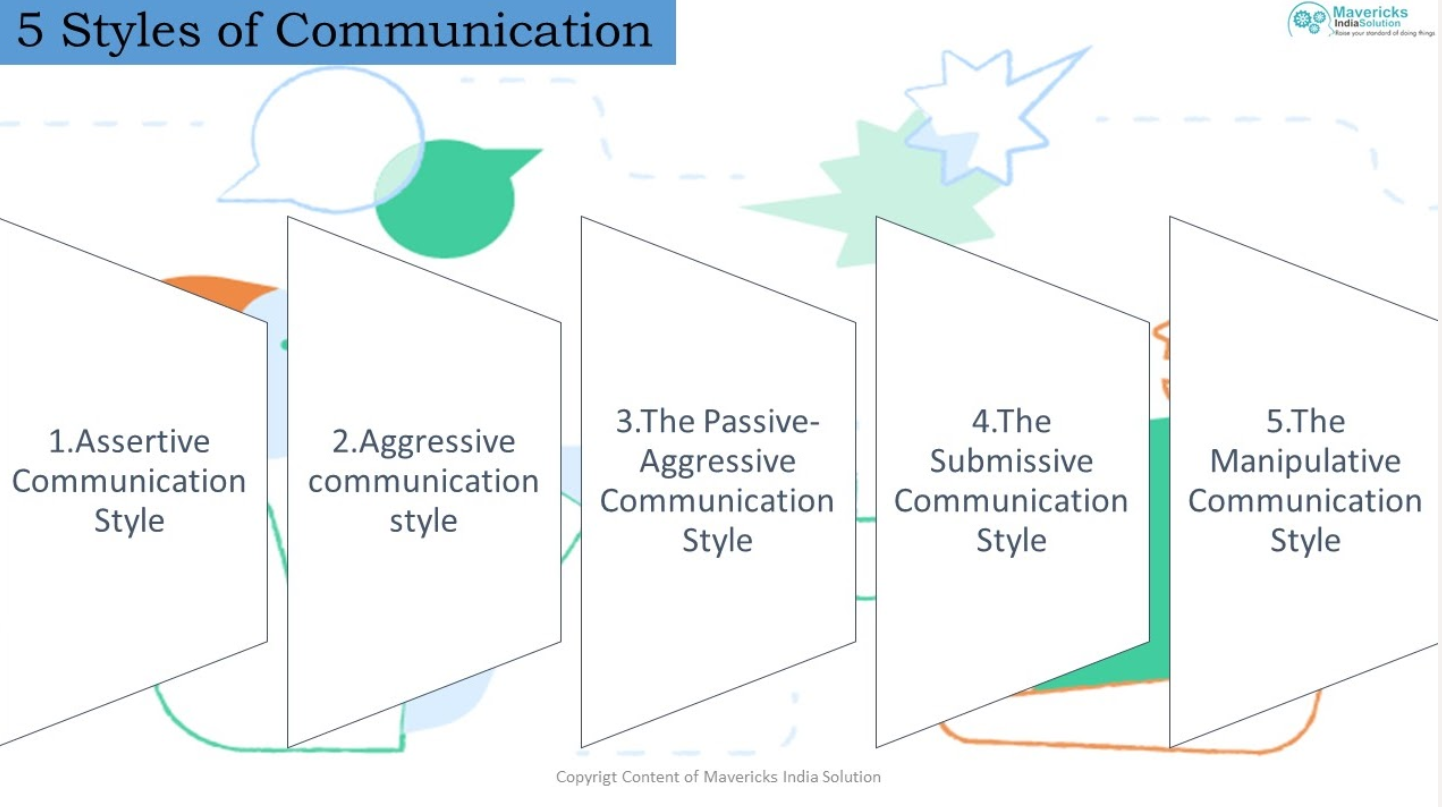 5 Styles of Communication
Mavericks
IndiaSolution
Raise your standard of doing things
1.Assertive
Communication
Style
2.Aggressive
communication
style
3.The Passive-
Aggressive
Communication
Style
4.The
Submissive
Communication
Style
5.The
Manipulative
Communication
Style
Copyrigt Content of Mavericks India Solution